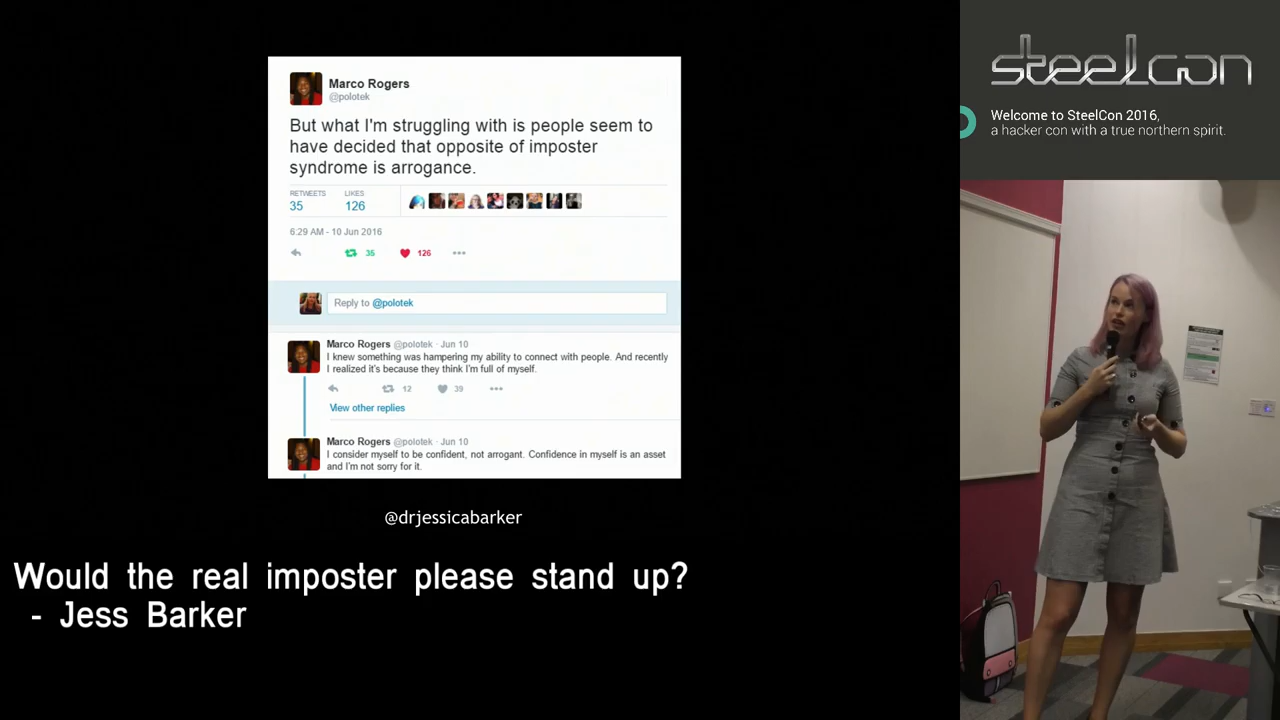 Marco Rogers
@polotek
But what I'm struggling with is people seem to
have decided that opposite of imposter
syndrome is arrogance.
RETWEETS LIKES
35 126
6:29 AM - 10 Jun 2016
35 126
Reply to @polotek
Marco Rogers @polotek · Jun 10
I knew something was hampering my ability to connect with people. And recently
I realized it's because they think I'm full of myself.
12 39
View other replies
Marco Rogers @polotek · Jun 10
I consider myself to be confident, not arrogant. Confidence in myself is an asset
and I'm not sorry for it.
@drjessicabarker
Would the real imposter please stand up?
- Jess Barker
steelcon
Welcome to SteelCon 2016,
a hacker con with a true northern spirit.